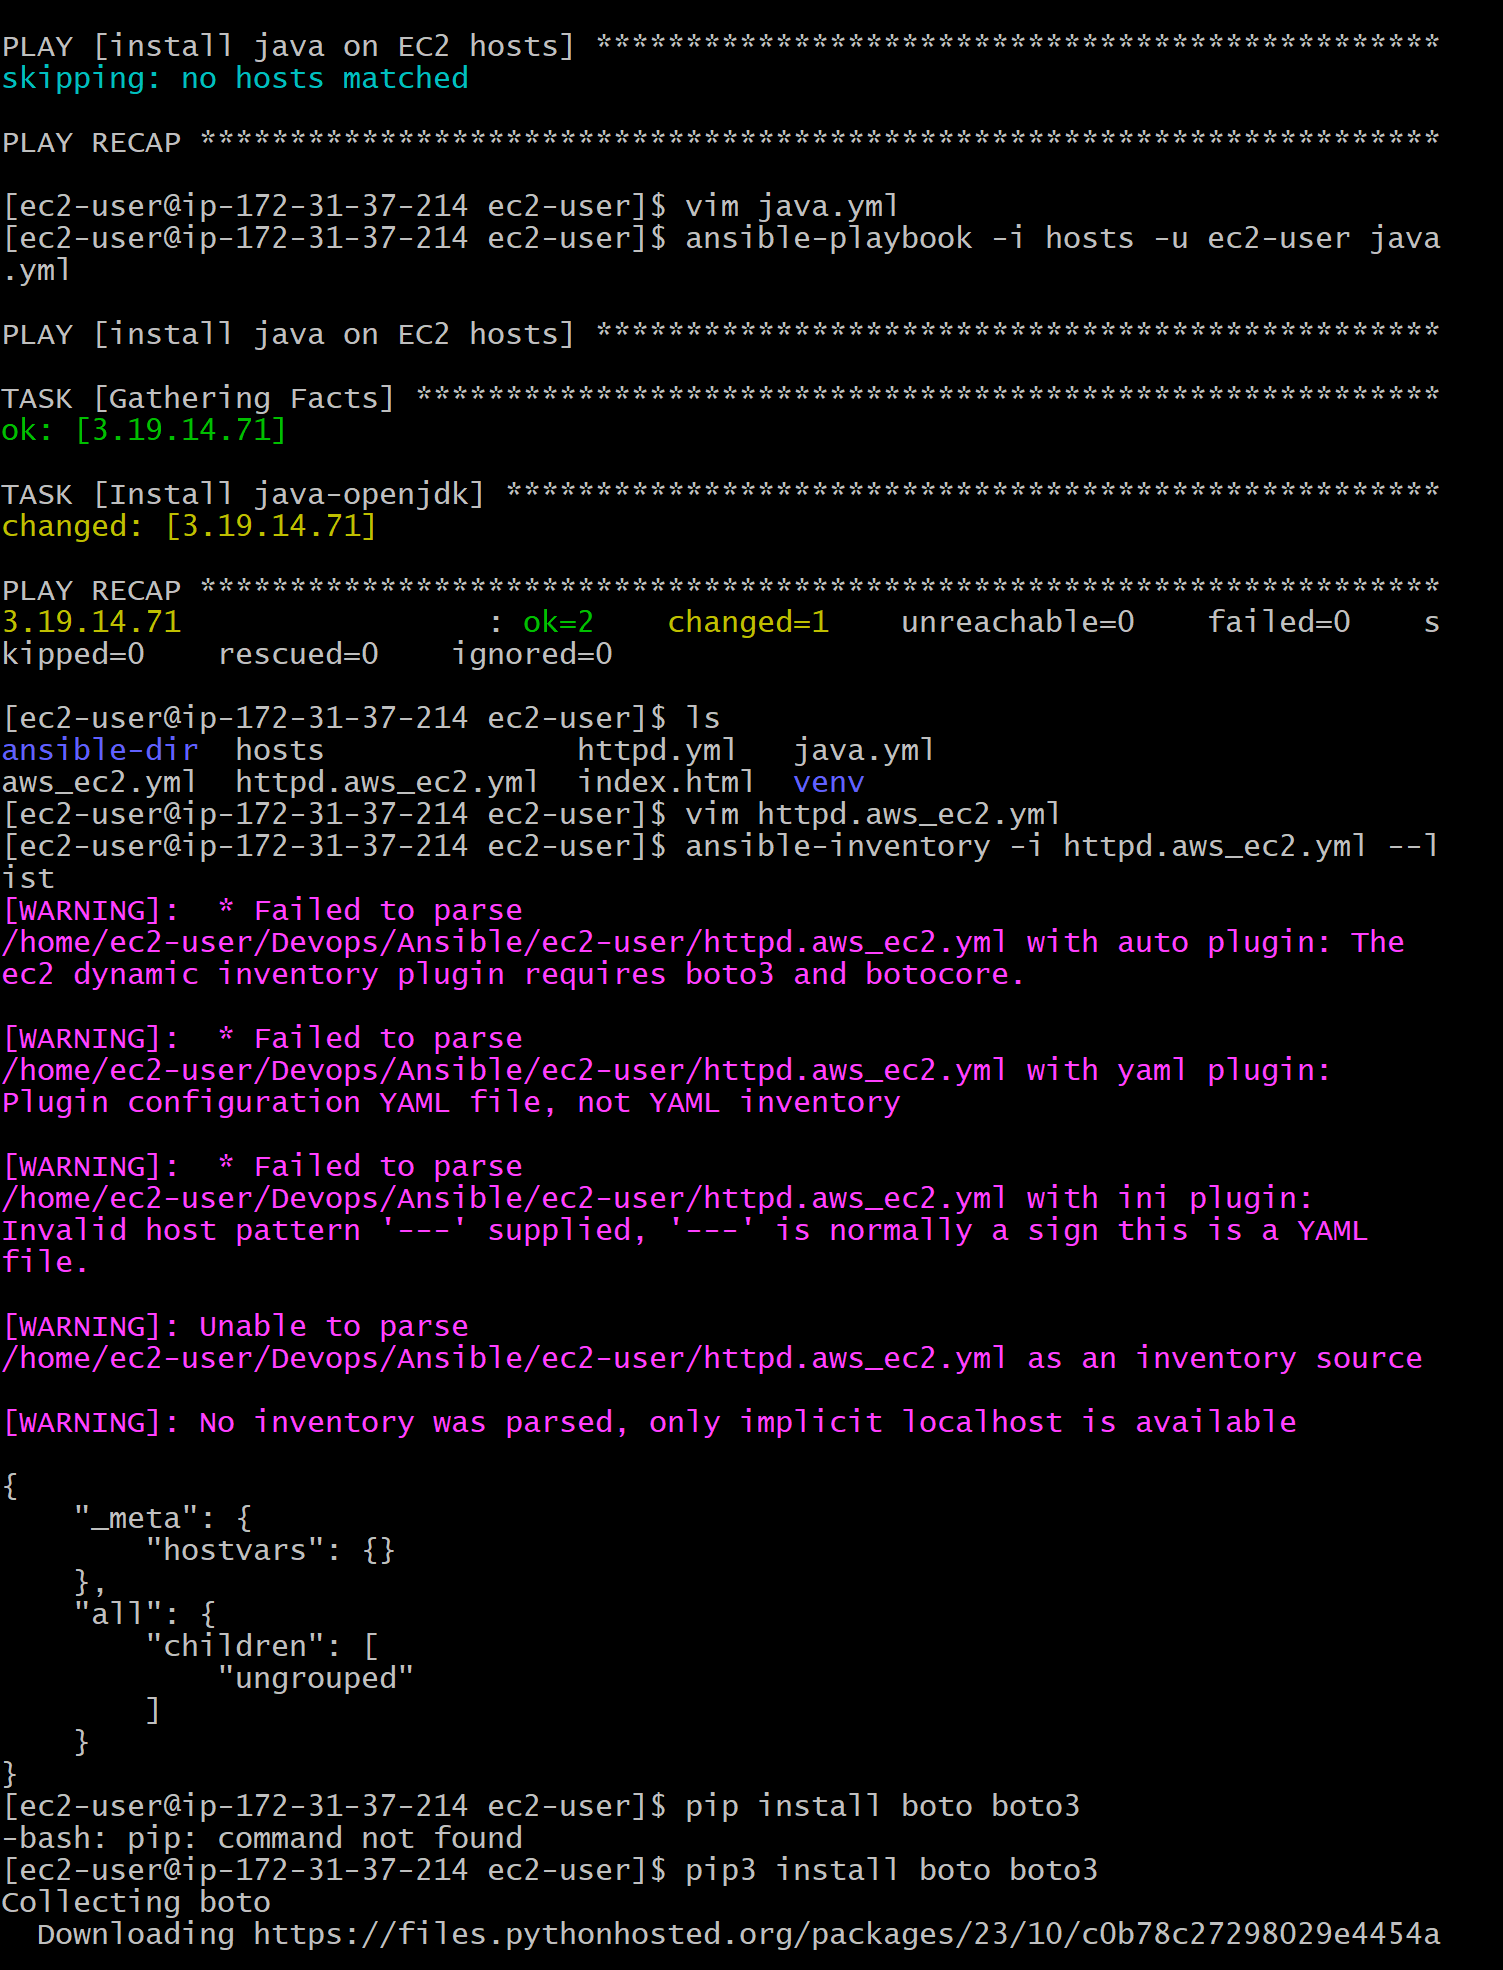 PLAY [install java on EC2 hosts] ***********************************************
skipping: no hosts matched
PLAY RECAP *********************************************************************
[ec2-user@ip-172-31-37-214 ec2-user]$ vim java.yml
[ec2-user@ip-172-31-37-214 ec2-user]$ ansible-playbook -i hosts -u ec2-user java
.yml
PLAY [install java on EC2 hosts] ***********************************************
TASK [Gathering Facts] *********************************************************
ok: [3.19.14.71]
TASK [Install java-openjdk] ****************************************************
changed: [3.19.14.71]
PLAY RECAP *********************************************************************
3.19.14.71                 : ok=2    changed=1    unreachable=0    failed=0    s
kipped=0    rescued=0    ignored=0
[ec2-user@ip-172-31-37-214 ec2-user]$ ls
ansible-dir  hosts              httpd.yml   java.yml
aws_ec2.yml  httpd.aws_ec2.yml  index.html  venv
[ec2-user@ip-172-31-37-214 ec2-user]$ vim httpd.aws_ec2.yml
[ec2-user@ip-172-31-37-214 ec2-user]$ ansible-inventory -i httpd.aws_ec2.yml --l
ist
[WARNING]:  * Failed to parse
/home/ec2-user/Devops/Ansible/ec2-user/httpd.aws_ec2.yml with auto plugin: The
ec2 dynamic inventory plugin requires boto3 and botocore.
[WARNING]:  * Failed to parse
/home/ec2-user/Devops/Ansible/ec2-user/httpd.aws_ec2.yml with yaml plugin:
Plugin configuration YAML file, not YAML inventory
[WARNING]:  * Failed to parse
/home/ec2-user/Devops/Ansible/ec2-user/httpd.aws_ec2.yml with ini plugin:
Invalid host pattern '---' supplied, '---' is normally a sign this is a YAML
file.
[WARNING]: Unable to parse
/home/ec2-user/Devops/Ansible/ec2-user/httpd.aws_ec2.yml as an inventory source
[WARNING]: No inventory was parsed, only implicit localhost is available
{
    "_meta": {
        "hostvars": {}
    },
    "all": {
        "children": [
            "ungrouped"
        ]
    }
}
[ec2-user@ip-172-31-37-214 ec2-user]$ pip install boto boto3
-bash: pip: command not found
[ec2-user@ip-172-31-37-214 ec2-user]$ pip3 install boto boto3
Collecting boto
  Downloading https://files.pythonhosted.org/packages/23/10/c0b78c27298029e4454a